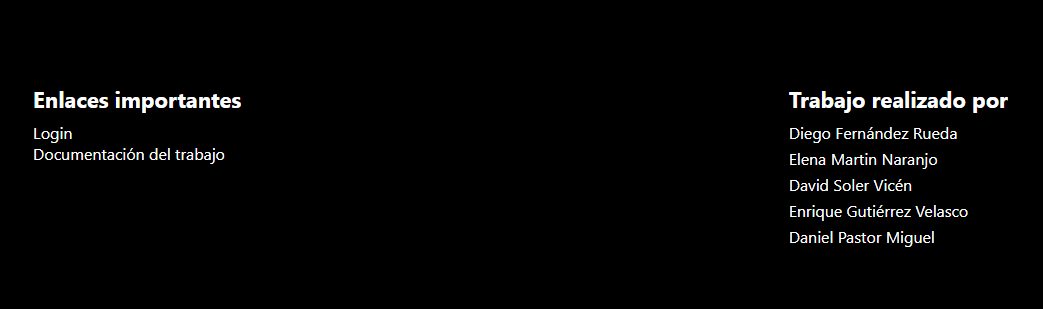 Enlaces importantes
Login
Documentación del trabajo
Trabajo realizado por
Diego Fernández Rueda
Elena Martin Naranjo
David Soler Vicén
Enrique Gutiérrez Velasco
Daniel Pastor Miguel